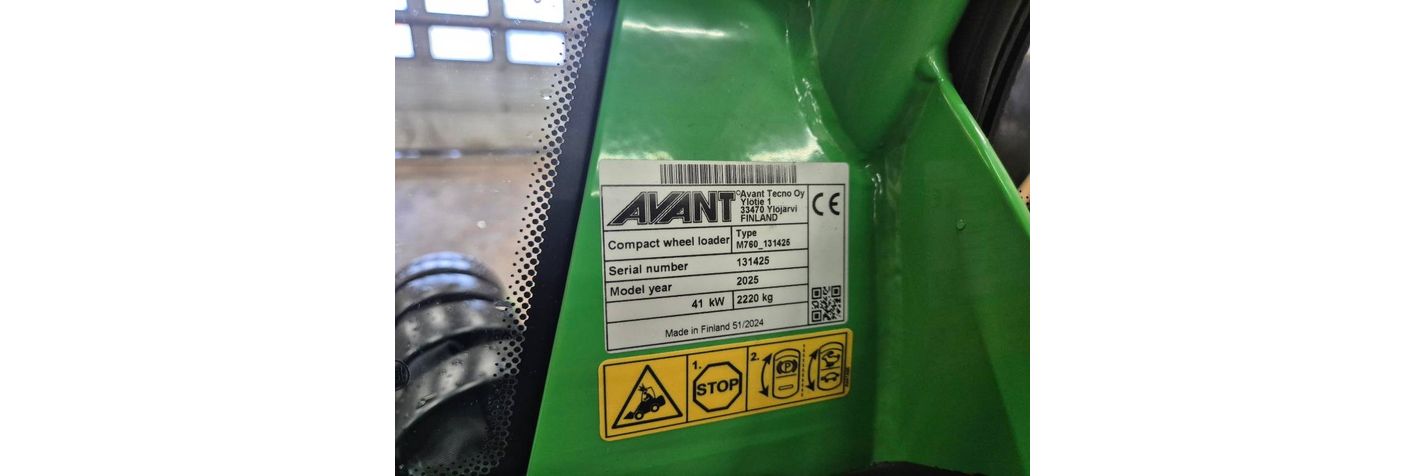 AVANT
Avant Tecno Oy
Ylötie 1
33470 Ylöjärvi
FINLAND
CE
Compact wheel loader
Type
M760_131425
Serial number 131425
Model year 2025
41 kW 2220 kg
Made in Finland 51/2024
1.
STOP
2.
P